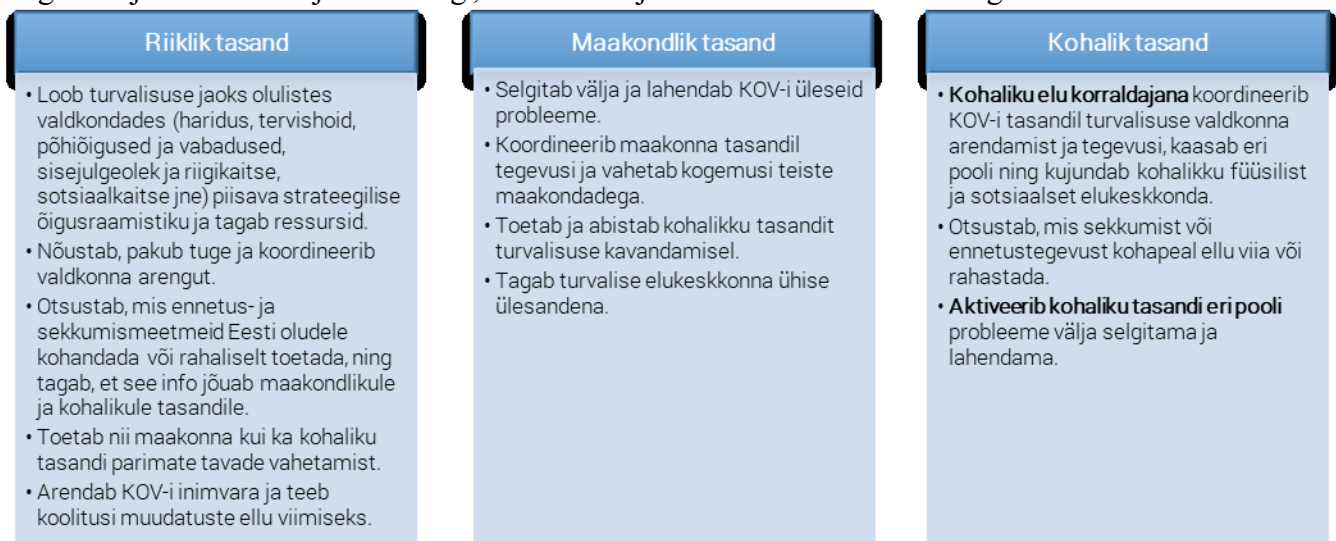 Riiklik tasand
• Loob turvalisuse jaoks olulistes
valdkondades (haridus, tervishoid,
põhiõigused ja vabadused,
sisejulgeolek ja riigikaitse,
sotsiaalkaitse jne) piisava strateegilise
õigusraamistiku ja tagab ressursid.
• Nõustab, pakub tuge ja koordineerib
valdkonna arengut.
• Otsustab, mis ennetus- ja
sekkumismeetmeid Eesti oludele
kohandada või rahaliselt toetada, ning
tagab, et see info jõuab maakondlikule
ja kohalikule tasandile.
• Toetab nii maakonna kui ka kohaliku
tasandi parimate tavade vahetamist.
• Arendab KOV-i inimvara ja teeb
koolitusi muudatuste ellu viimiseks.
Maakondlik tasand
• Selgitab välja ja lahendab KOV-i üleseid
probleeme.
• Koordineerib maakonna tasandil
tegevusi ja vahetab kogemusi teiste
maakondadega.
• Toetab ja abistab kohalikku tasandit
turvalisuse kavandamisel.
• Tagab turvalise elukeskkonna ühise
ülesandena.
Kohalik tasand
• Kohaliku elu korraldajana koordineerib
KOV-i tasandil turvalisuse valdkonna
arendamist ja tegevusi, kaasab eri
pooli ning kujundab kohalikku füüsilist
ja sotsiaalset elukeskkonda.
• Otsustab, mis sekkumist või
ennetustegevust kohapeal ellu viia või
rahastada.
• Aktiveerib kohaliku tasandi eri pooli
probleeme välja selgitama ja
lahendama.